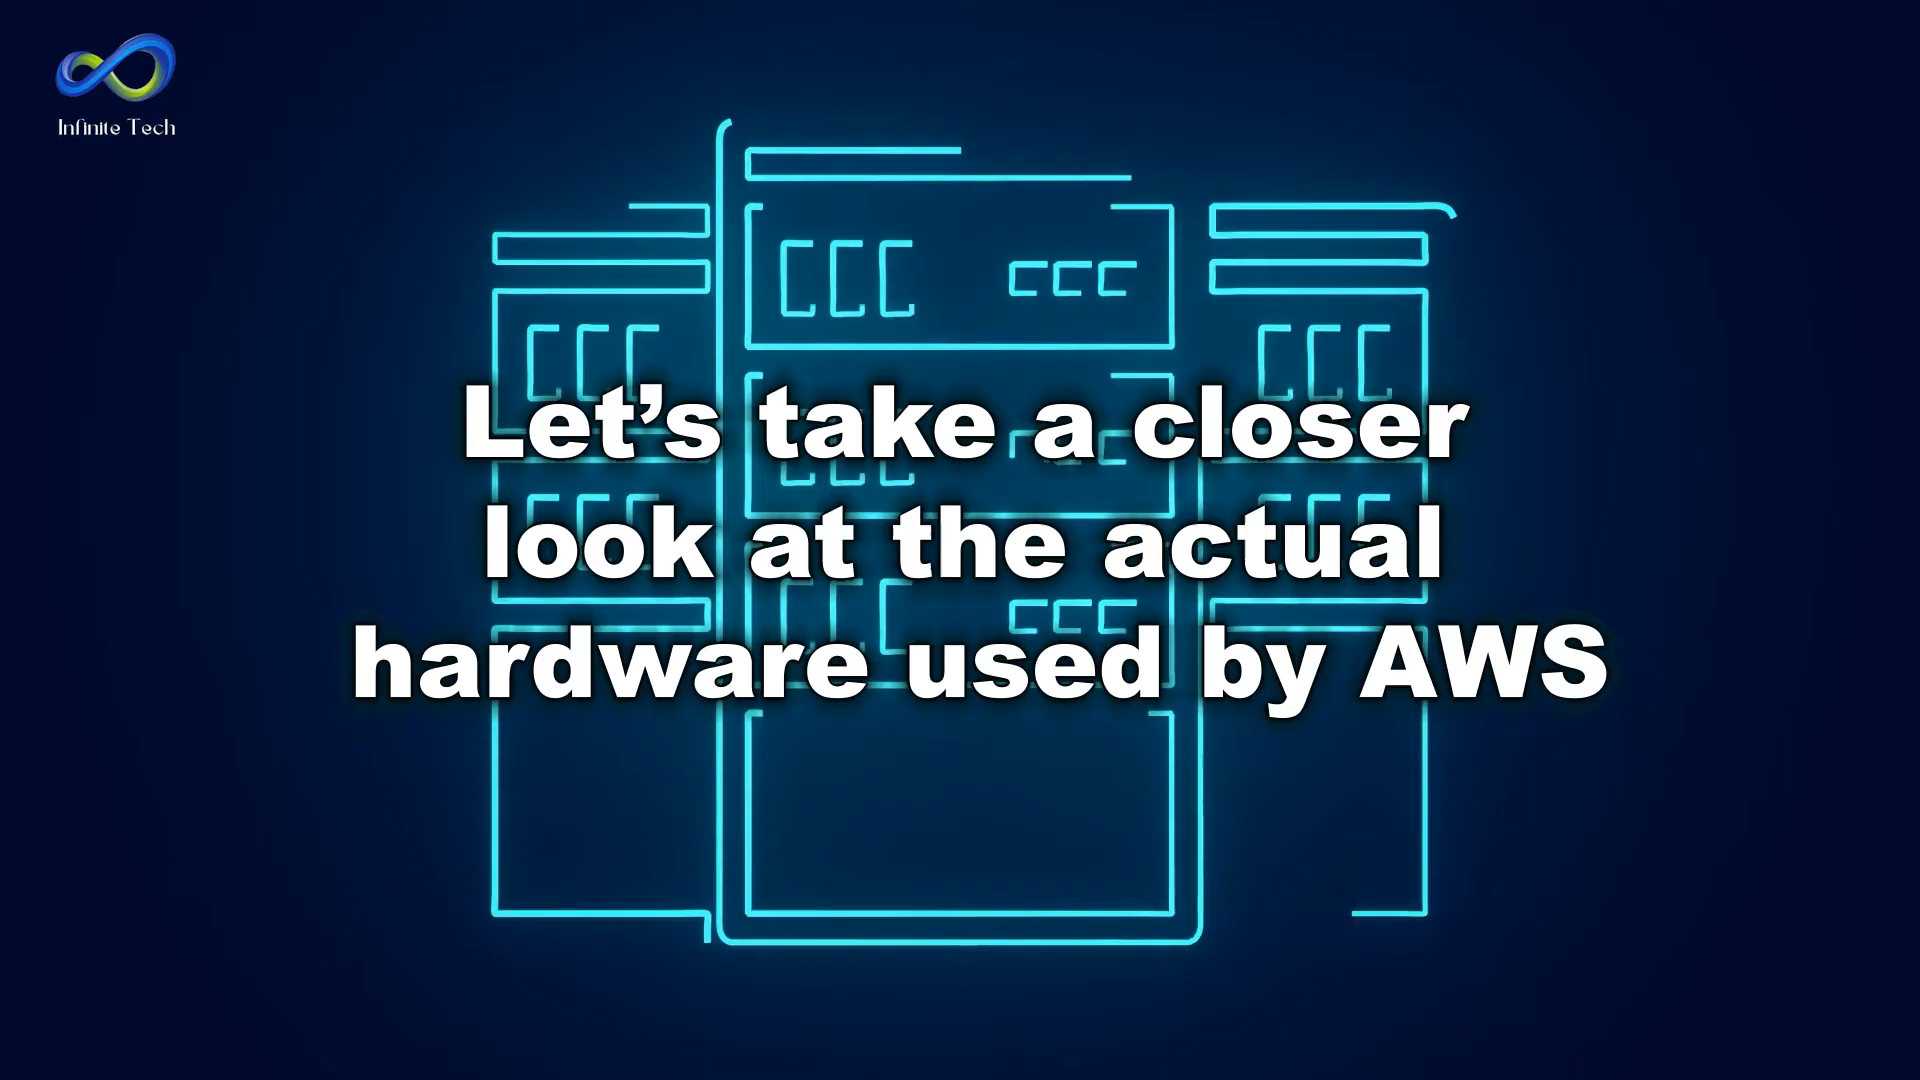 Infinite Tech
Let’s take a closer
look at the actual
hardware used by AWS